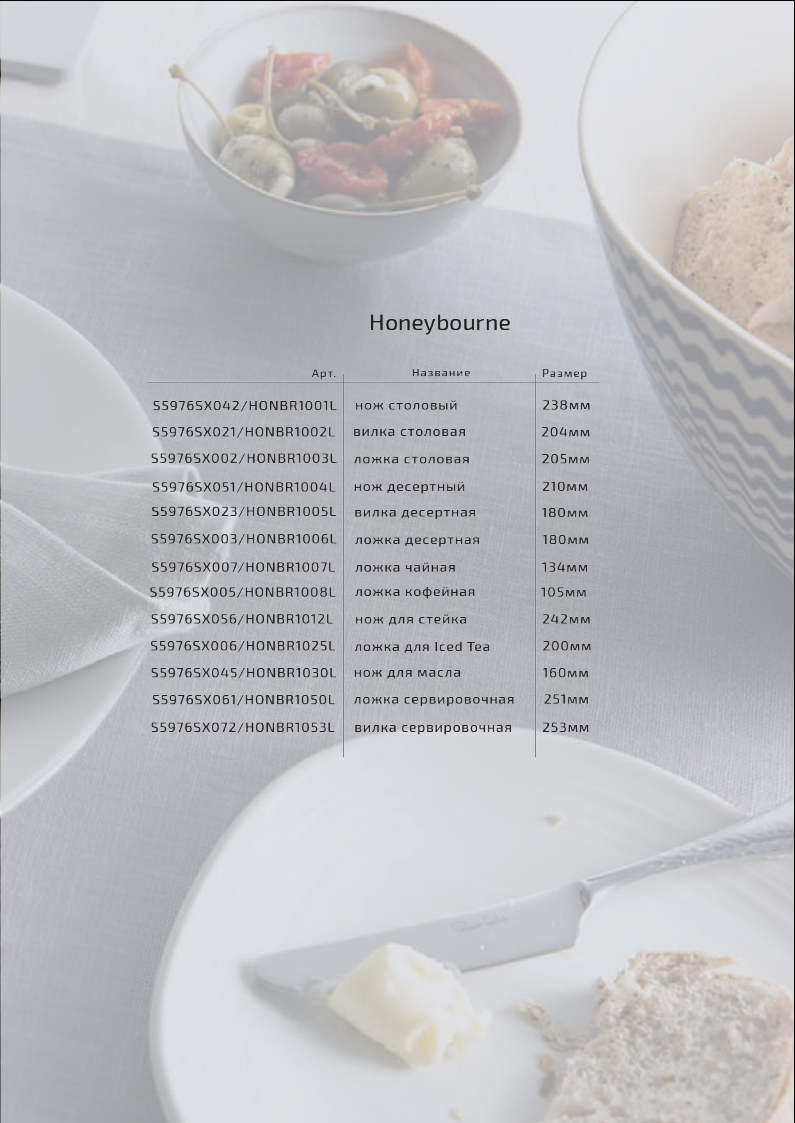 Honeybourne
Арт. Название Размер
S5976SX042/HONBR1001L нож столовый 238мм
S5976SX021/HONBR1002L вилка столовая 204мм
S5976SX002/HONBR1003L ложка столовая 205мм
S5976SX051/HONBR1004L нож десертный 210мм
S5976SX023/HONBR1005L вилка десертная 180мм
S5976SX003/HONBR1006L ложка десертная 180мм
S5976SX007/HONBR1007L ложка чайная 134мм
S5976SX005/HONBR1008L ложка кофейная 105мм
S5976SX056/HONBR1012L нож для стейка 242мм
S5976SX006/HONBR1025L ложка для Iced Tea 200мм
S5976SX045/HONBR1030L нож для масла 160мм
S5976SX061/HONBR1050L ложка сервировочная 251мм
S5976SX072/HONBR1053L вилка сервировочная 253мм